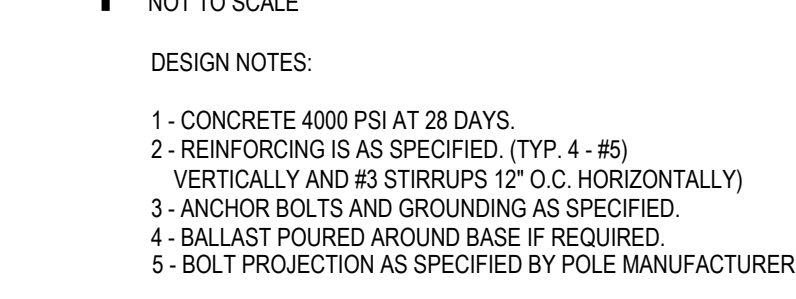 NOT TO SCALE
DESIGN NOTES:
1 - CONCRETE 4000 PSI AT 28 DAYS.
2 - REINFORCING IS AS SPECIFIED. (TYP. 4 - #5)
VERTICALLY AND #3 STIRRUPS 12" O.C. HORIZONTALLY)
3 - ANCHOR BOLTS AND GROUNDING AS SPECIFIED.
4 - BALLAST POURED AROUND BASE IF REQUIRED.
5 - BOLT PROJECTION AS SPECIFIED BY POLE MANUFACTURER